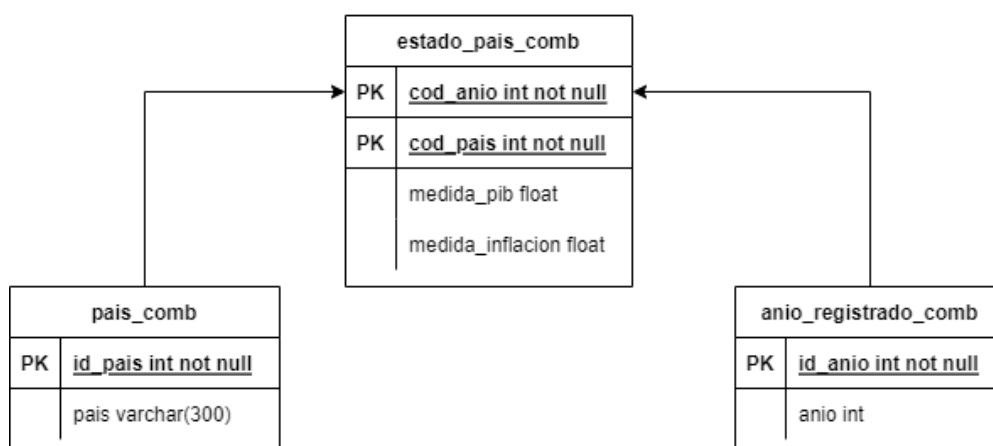 estado_pais_comb
PK cod_anio int not null
PK cod_pais int not null
medida_pib float
medida_inflacion float
pais_comb
PK id_pais int not null
pais varchar(300)
anio_registrado_comb
PK id_anio int not null
anio int